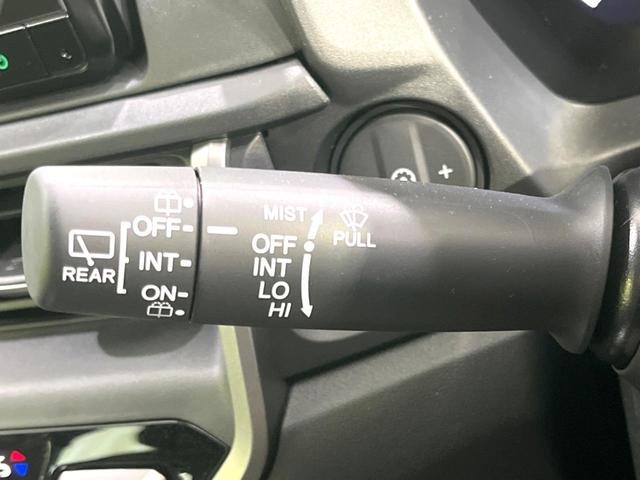 REAR
OFF
INT
ON
MIST
OFF
INT
LO
HI
PULL
+